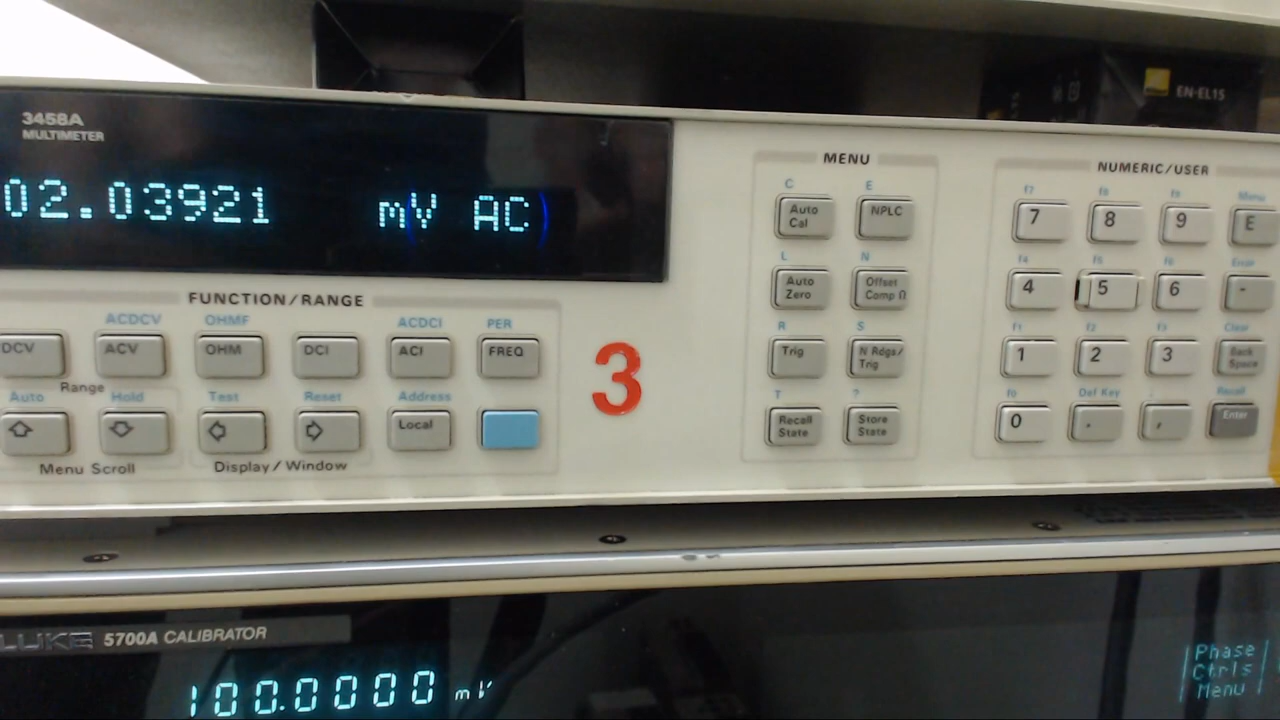 EN-EL15
3458A
MULTIMETER
02.03921 mV AC
MENU
C E
Auto Cal
NPLC
L N
Auto Zero
Offset Comp Ω
R S
Trig
N Rdgs/ Trig
T ?
Recall State
Store State
NUMERIC/USER
f7 f8 f9 Menu
7 8 9 E
f4 f5 f6 Error
4 5 6 -
f1 f2 f3 Clear
1 2 3 Back Space
f0 Def Key , Recall
0 . , Enter
FUNCTION/RANGE
ACDCV OHMF ACDCI PER
DCV ACV OHM DCI ACI FREQ
Range
Auto Hold Test Reset Address
Local
Menu Scroll
Display/Window
3
LUKE 5700A CALIBRATOR
100.0000 mV
Phase
Ctrls
Menu